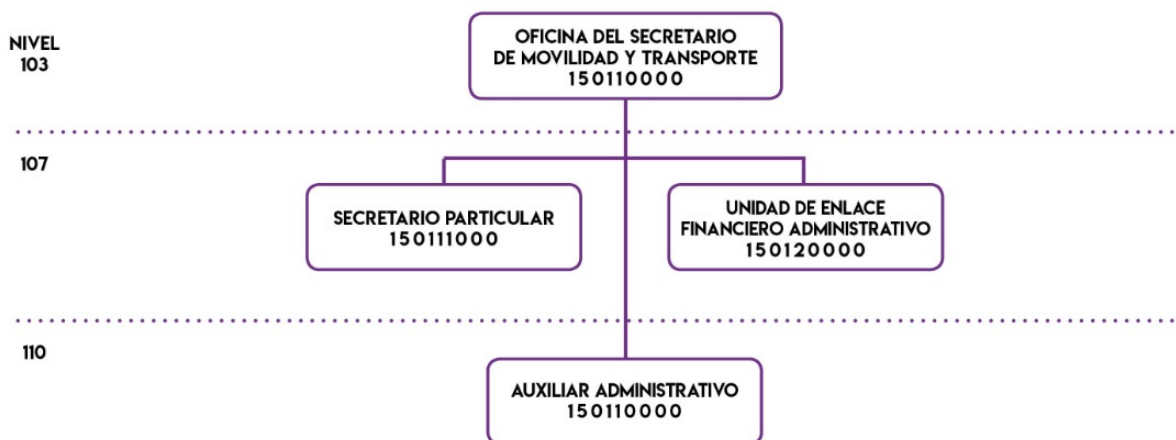 NIVEL
103
OFICINA DEL SECRETARIO
DE MOVILIDAD Y TRANSPORTE
150110000
107
SECRETARIO PARTICULAR
150111000
UNIDAD DE ENLACE
FINANCIERO ADMINISTRATIVO
150120000
110
AUXILIAR ADMINISTRATIVO
150110000